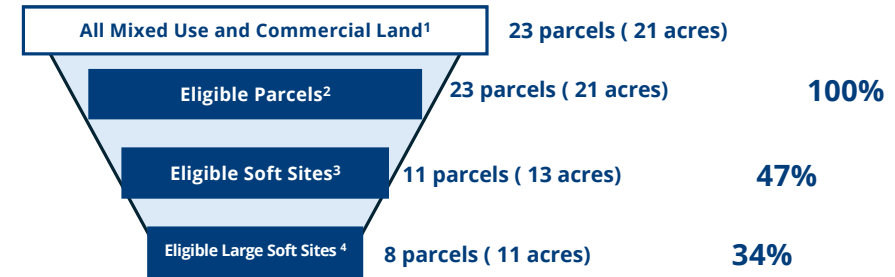 All Mixed Use and Commercial Land¹ 23 parcels ( 21 acres)
Eligible Parcels² 23 parcels ( 21 acres) 100%
Eligible Soft Sites³ 11 parcels ( 13 acres) 47%
Eligible Large Soft Sites ⁴ 8 parcels ( 11 acres) 34%